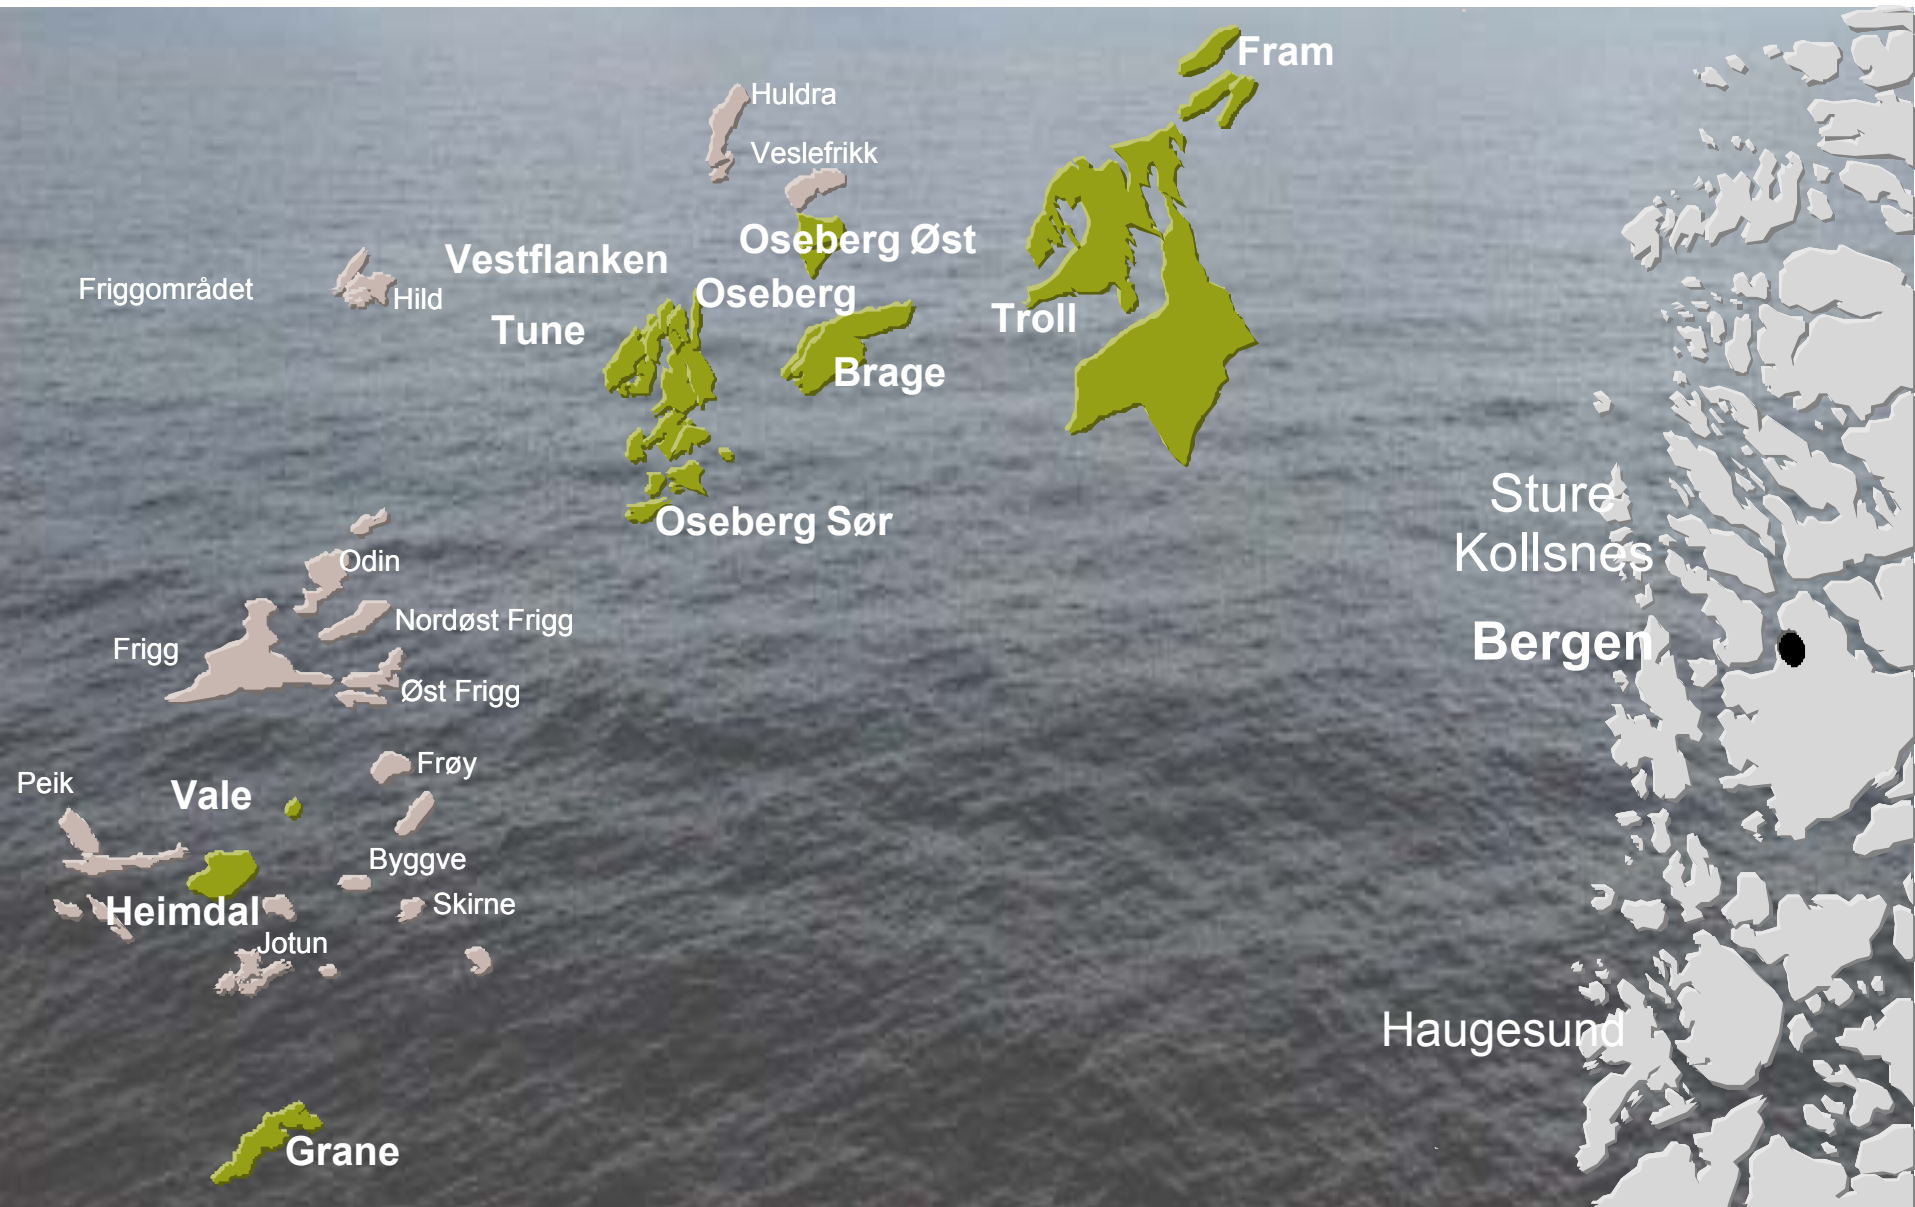 Fram
Huldra
Veslefrikk
Oseberg Øst
Vestflanken
Friggområdet
Hild
Oseberg
Troll
Tune
Brage
Sture
Oseberg Sør
Kollsnes
Odin
Nordøst Frigg
Bergen
Frigg
Øst Frigg
Frøy
Peik
Vale
Byggve
Skirne
Heimdal
Jotun
Haugesund
Grane